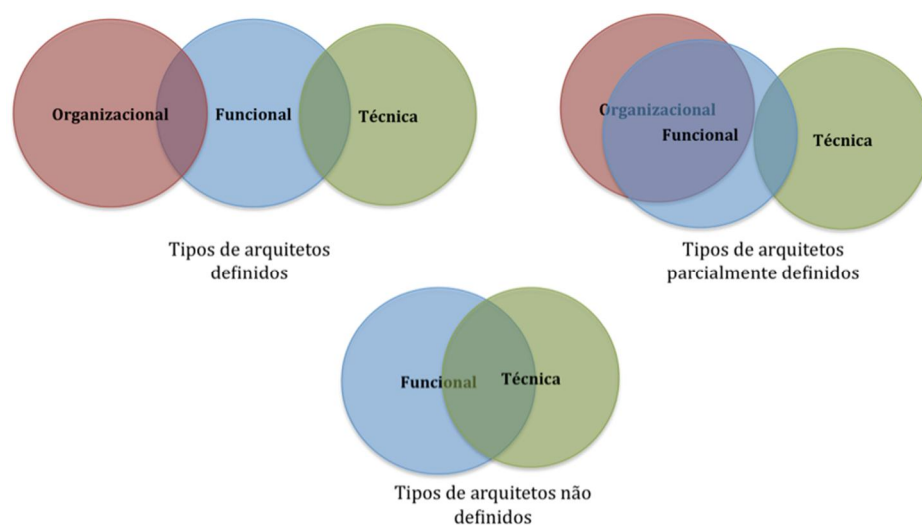 Organizacional
Funcional
Técnica
Tipos de arquitetos
definidos
Organizacional
Funcional
Técnica
Tipos de arquitetos
parcialmente definidos
Funcional
Técnica
Tipos de arquitetos não
definidos